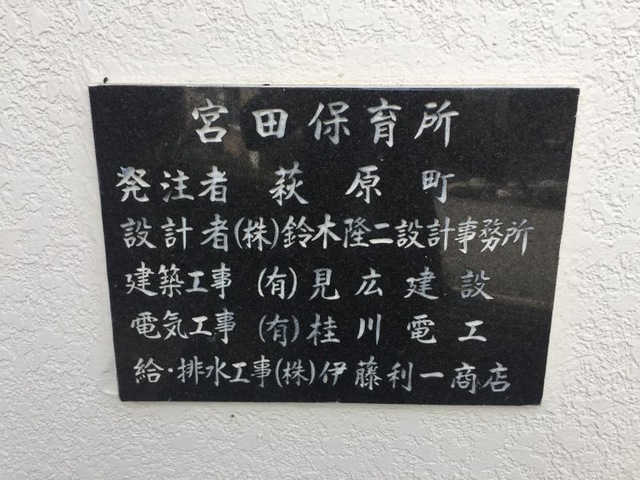 宮田保育所
発注者 萩原町
設計者(株)鈴木隆二設計事務所
建築工事 (有)見広建設
電気工事 (有)桂川電工
給・排水工事(株)伊藤利一商店